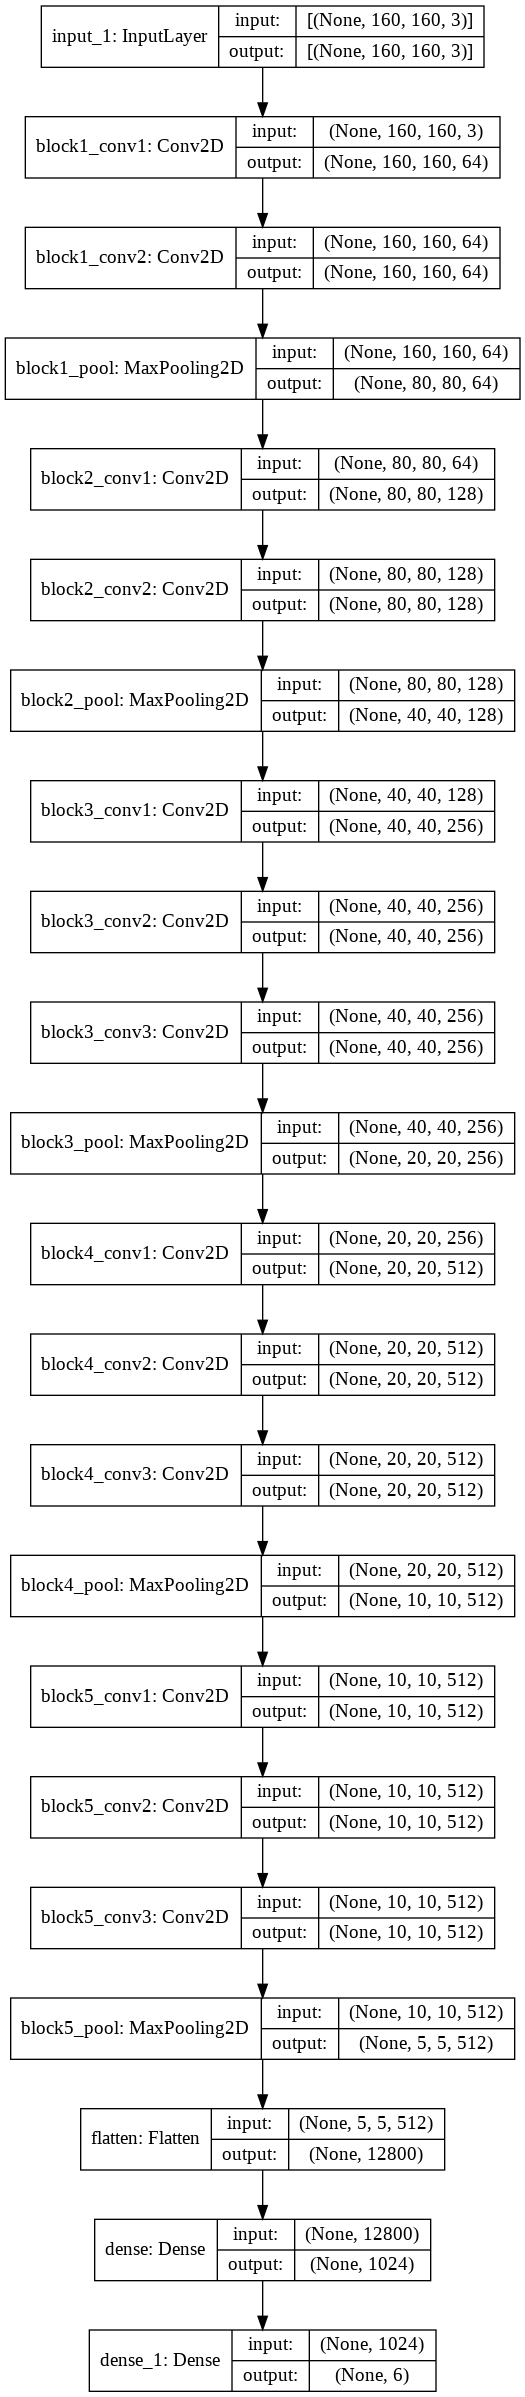 input_1: InputLayer
input:
[(None, 160, 160, 3)]
output:
[(None, 160, 160, 3)]
block1_conv1: Conv2D
input:
(None, 160, 160, 3)
output:
(None, 160, 160, 64)
block1_conv2: Conv2D
input:
(None, 160, 160, 64)
output:
(None, 160, 160, 64)
block1_pool: MaxPooling2D
input:
(None, 160, 160, 64)
output:
(None, 80, 80, 64)
block2_conv1: Conv2D
input:
(None, 80, 80, 64)
output:
(None, 80, 80, 128)
block2_conv2: Conv2D
input:
(None, 80, 80, 128)
output:
(None, 80, 80, 128)
block2_pool: MaxPooling2D
input:
(None, 80, 80, 128)
output:
(None, 40, 40, 128)
block3_conv1: Conv2D
input:
(None, 40, 40, 128)
output:
(None, 40, 40, 256)
block3_conv2: Conv2D
input:
(None, 40, 40, 256)
output:
(None, 40, 40, 256)
block3_conv3: Conv2D
input:
(None, 40, 40, 256)
output:
(None, 40, 40, 256)
block3_pool: MaxPooling2D
input:
(None, 40, 40, 256)
output:
(None, 20, 20, 256)
block4_conv1: Conv2D
input:
(None, 20, 20, 256)
output:
(None, 20, 20, 512)
block4_conv2: Conv2D
input:
(None, 20, 20, 512)
output:
(None, 20, 20, 512)
block4_conv3: Conv2D
input:
(None, 20, 20, 512)
output:
(None, 20, 20, 512)
block4_pool: MaxPooling2D
input:
(None, 20, 20, 512)
output:
(None, 10, 10, 512)
block5_conv1: Conv2D
input:
(None, 10, 10, 512)
output:
(None, 10, 10, 512)
block5_conv2: Conv2D
input:
(None, 10, 10, 512)
output:
(None, 10, 10, 512)
block5_conv3: Conv2D
input:
(None, 10, 10, 512)
output:
(None, 10, 10, 512)
block5_pool: MaxPooling2D
input:
(None, 10, 10, 512)
output:
(None, 5, 5, 512)
flatten: Flatten
input:
(None, 5, 5, 512)
output:
(None, 12800)
dense: Dense
input:
(None, 12800)
output:
(None, 1024)
dense_1: Dense
input:
(None, 1024)
output:
(None, 6)